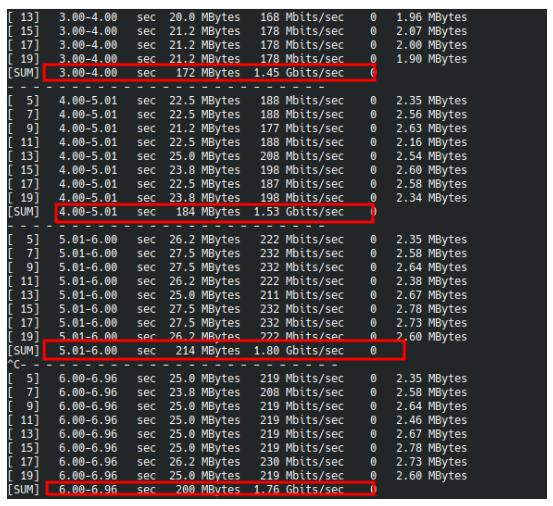 [ 13]   3.00-4.00   sec  20.0 MBytes   168 Mbits/sec    0   1.96 MBytes
[ 15]   3.00-4.00   sec  21.2 MBytes   178 Mbits/sec    0   2.07 MBytes
[ 17]   3.00-4.00   sec  21.2 MBytes   178 Mbits/sec    0   2.00 MBytes
[ 19]   3.00-4.00   sec  21.2 MBytes   178 Mbits/sec    0   1.90 MBytes
[SUM]   3.00-4.00   sec   172 MBytes  1.45 Gbits/sec    0
- - - - - - - - - - - - - - - - - - - - - - - - -
[  5]   4.00-5.01   sec  22.5 MBytes   188 Mbits/sec    0   2.35 MBytes
[  7]   4.00-5.01   sec  22.5 MBytes   188 Mbits/sec    0   2.56 MBytes
[  9]   4.00-5.01   sec  21.2 MBytes   177 Mbits/sec    0   2.63 MBytes
[ 11]   4.00-5.01   sec  22.5 MBytes   188 Mbits/sec    0   2.16 MBytes
[ 13]   4.00-5.01   sec  25.0 MBytes   208 Mbits/sec    0   2.54 MBytes
[ 15]   4.00-5.01   sec  23.8 MBytes   198 Mbits/sec    0   2.60 MBytes
[ 17]   4.00-5.01   sec  22.5 MBytes   187 Mbits/sec    0   2.58 MBytes
[ 19]   4.00-5.01   sec  23.8 MBytes   198 Mbits/sec    0   2.34 MBytes
[SUM]   4.00-5.01   sec   184 MBytes  1.53 Gbits/sec    0
- - - - - - - - - - - - - - - - - - - - - - - - -
[  5]   5.01-6.00   sec  26.2 MBytes   222 Mbits/sec    0   2.35 MBytes
[  7]   5.01-6.00   sec  27.5 MBytes   232 Mbits/sec    0   2.58 MBytes
[  9]   5.01-6.00   sec  27.5 MBytes   232 Mbits/sec    0   2.64 MBytes
[ 11]   5.01-6.00   sec  26.2 MBytes   222 Mbits/sec    0   2.38 MBytes
[ 13]   5.01-6.00   sec  25.0 MBytes   211 Mbits/sec    0   2.67 MBytes
[ 15]   5.01-6.00   sec  27.5 MBytes   232 Mbits/sec    0   2.78 MBytes
[ 17]   5.01-6.00   sec  27.5 MBytes   232 Mbits/sec    0   2.73 MBytes
[ 19]   5.01-6.00   sec  26.2 MBytes   222 Mbits/sec    0   2.60 MBytes
[SUM]   5.01-6.00   sec   214 MBytes  1.80 Gbits/sec    0
^C- - - - - - - - - - - - - - - - - - - - - - - - -
[  5]   6.00-6.96   sec  25.0 MBytes   219 Mbits/sec    0   2.35 MBytes
[  7]   6.00-6.96   sec  23.8 MBytes   208 Mbits/sec    0   2.58 MBytes
[  9]   6.00-6.96   sec  25.0 MBytes   219 Mbits/sec    0   2.64 MBytes
[ 11]   6.00-6.96   sec  25.0 MBytes   219 Mbits/sec    0   2.46 MBytes
[ 13]   6.00-6.96   sec  25.0 MBytes   219 Mbits/sec    0   2.67 MBytes
[ 15]   6.00-6.96   sec  25.0 MBytes   219 Mbits/sec    0   2.78 MBytes
[ 17]   6.00-6.96   sec  26.2 MBytes   230 Mbits/sec    0   2.73 MBytes
[ 19]   6.00-6.96   sec  25.0 MBytes   219 Mbits/sec    0   2.60 MBytes
[SUM]   6.00-6.96   sec   200 MBytes  1.76 Gbits/sec    0